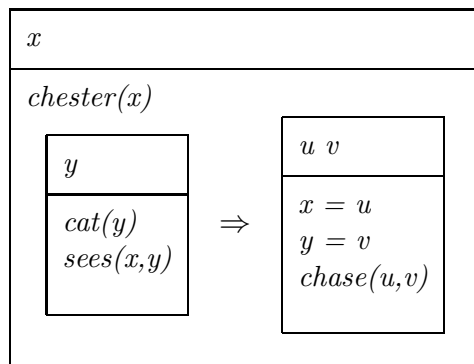 x
chester(x)
y
cat(y)
sees(x,y)
⇒
u v
x = u
y = v
chase(u,v)